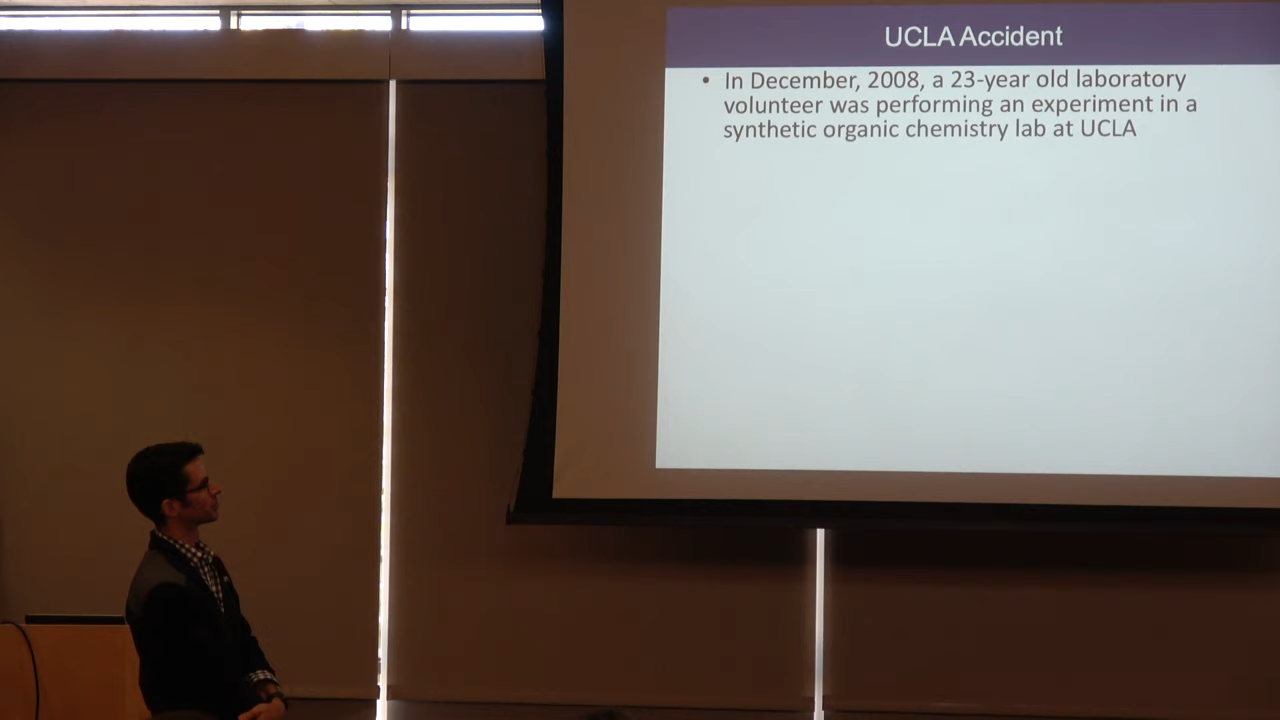 UCLA Accident
• In December, 2008, a 23-year old laboratory
volunteer was performing an experiment in a
synthetic organic chemistry lab at UCLA